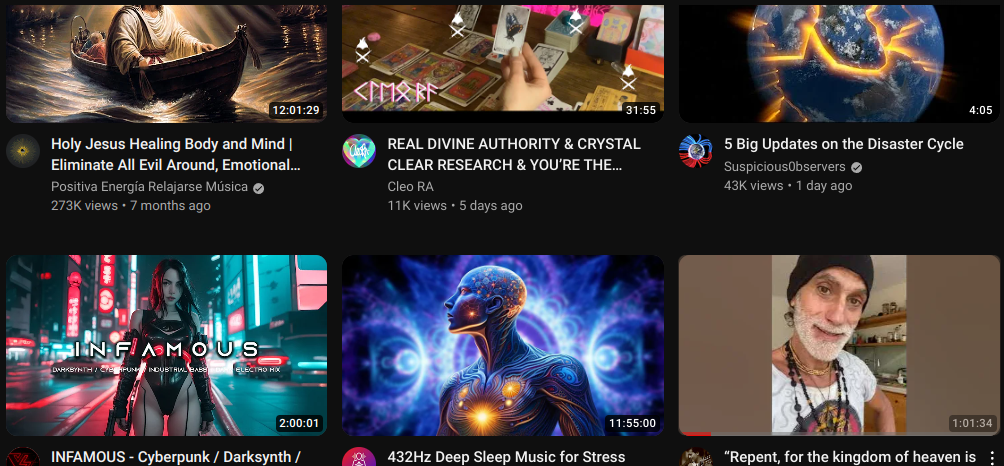 CLEO RA
12:01:29
31:55
4:05
Holy Jesus Healing Body and Mind |
Eliminate All Evil Around, Emotional...
Positiva Energía Relajarse Música
273K views • 7 months ago
REAL DIVINE AUTHORITY & CRYSTAL
CLEAR RESEARCH & YOU'RE THE...
Cleo RA
11K views • 5 days ago
5 Big Updates on the Disaster Cycle
Suspicious0bservers
43K views • 1 day ago
INFAMOUS
DARKSYNTH / CYBERPUNK / INDUSTRIAL BASS / ELECTRO MIX
2:00:01
11:55:00
1:01:34
INFAMOUS - Cyberpunk / Darksynth /
432Hz Deep Sleep Music for Stress
“Repent, for the kingdom of heaven is